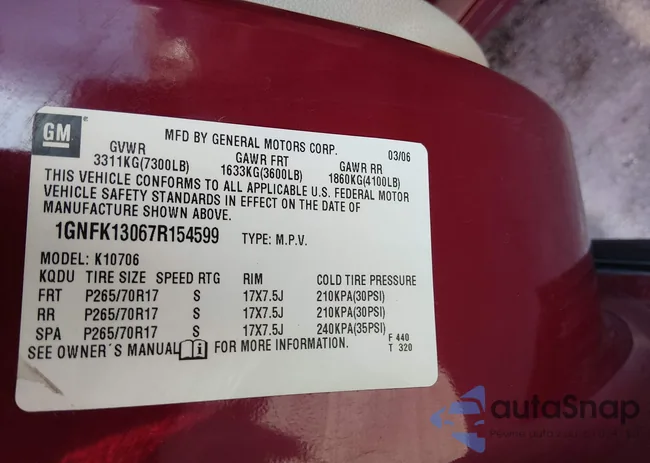 GM
MFD BY GENERAL MOTORS CORP. 03/06
GVWR GAWR FRT GAWR RR
3311KG(7300LB) 1633KG(3600LB) 1860KG(4100LB)
THIS VEHICLE CONFORMS TO ALL APPLICABLE U.S. FEDERAL MOTOR
VEHICLE SAFETY STANDARDS IN EFFECT ON THE DATE OF
MANUFACTURE SHOWN ABOVE.
1GNFK13067R154599 TYPE: M.P.V.
MODEL: K10706
KQDU TIRE SIZE SPEED RTG RIM COLD TIRE PRESSURE
FRT P265/70R17 S 17X7.5J 210KPA(30PSI)
RR P265/70R17 S 17X7.5J 210KPA(30PSI)
SPA P265/70R17 S 17X7.5J 240KPA(35PSI)
SEE OWNER´S MANUAL FOR MORE INFORMATION.
F 440
T 320
autaSnap